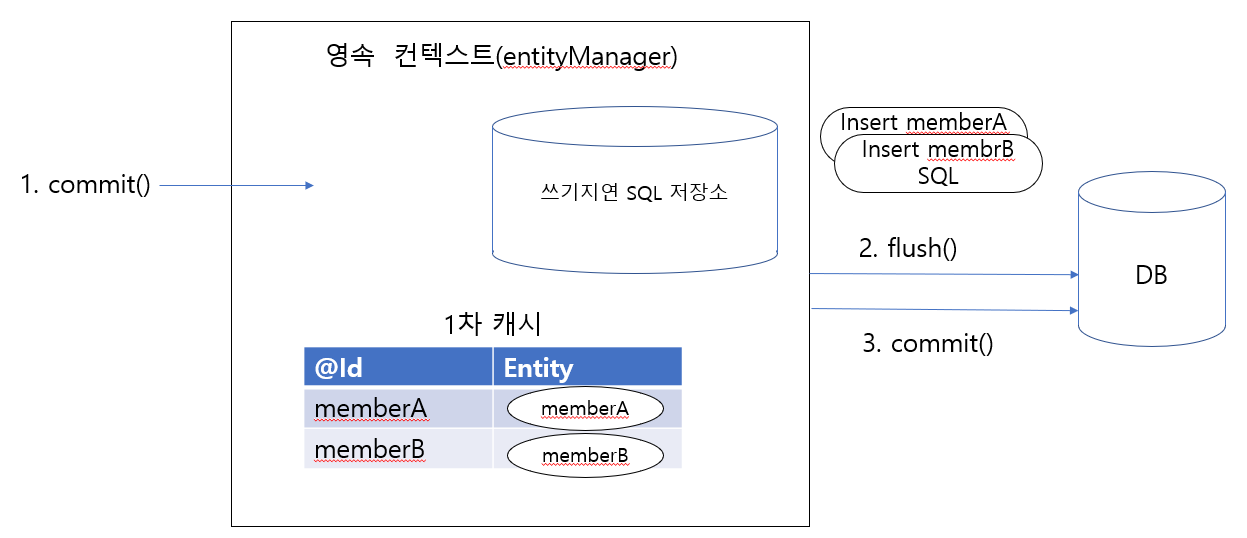 영속 컨텍스트(entityManager)
Insert memberA
Insert membrB
SQL
1. commit()
쓰기지연 SQL 저장소
2. flush()
DB
3. commit()
1차 캐시
@Id Entity
memberA memberA
memberB memberB